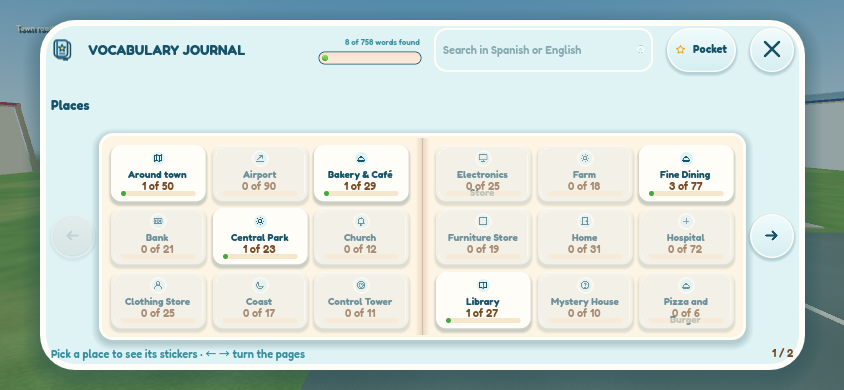 VOCABULARY JOURNAL
8 of 758 words found
Search in Spanish or English
Pocket
Places
Around town
1 of 50
Airport
0 of 90
Bakery & Café
1 of 29
Bank
0 of 21
Central Park
1 of 23
Church
0 of 12
Clothing Store
0 of 25
Coast
0 of 17
Control Tower
0 of 11
Electronics
Store
0 of 25
Farm
0 of 18
Fine Dining
3 of 77
Furniture Store
0 of 19
Home
0 of 31
Hospital
0 of 72
Library
1 of 27
Mystery House
0 of 10
Pizza and
Burger
0 of 6
Pick a place to see its stickers · ← → turn the pages
1 / 2